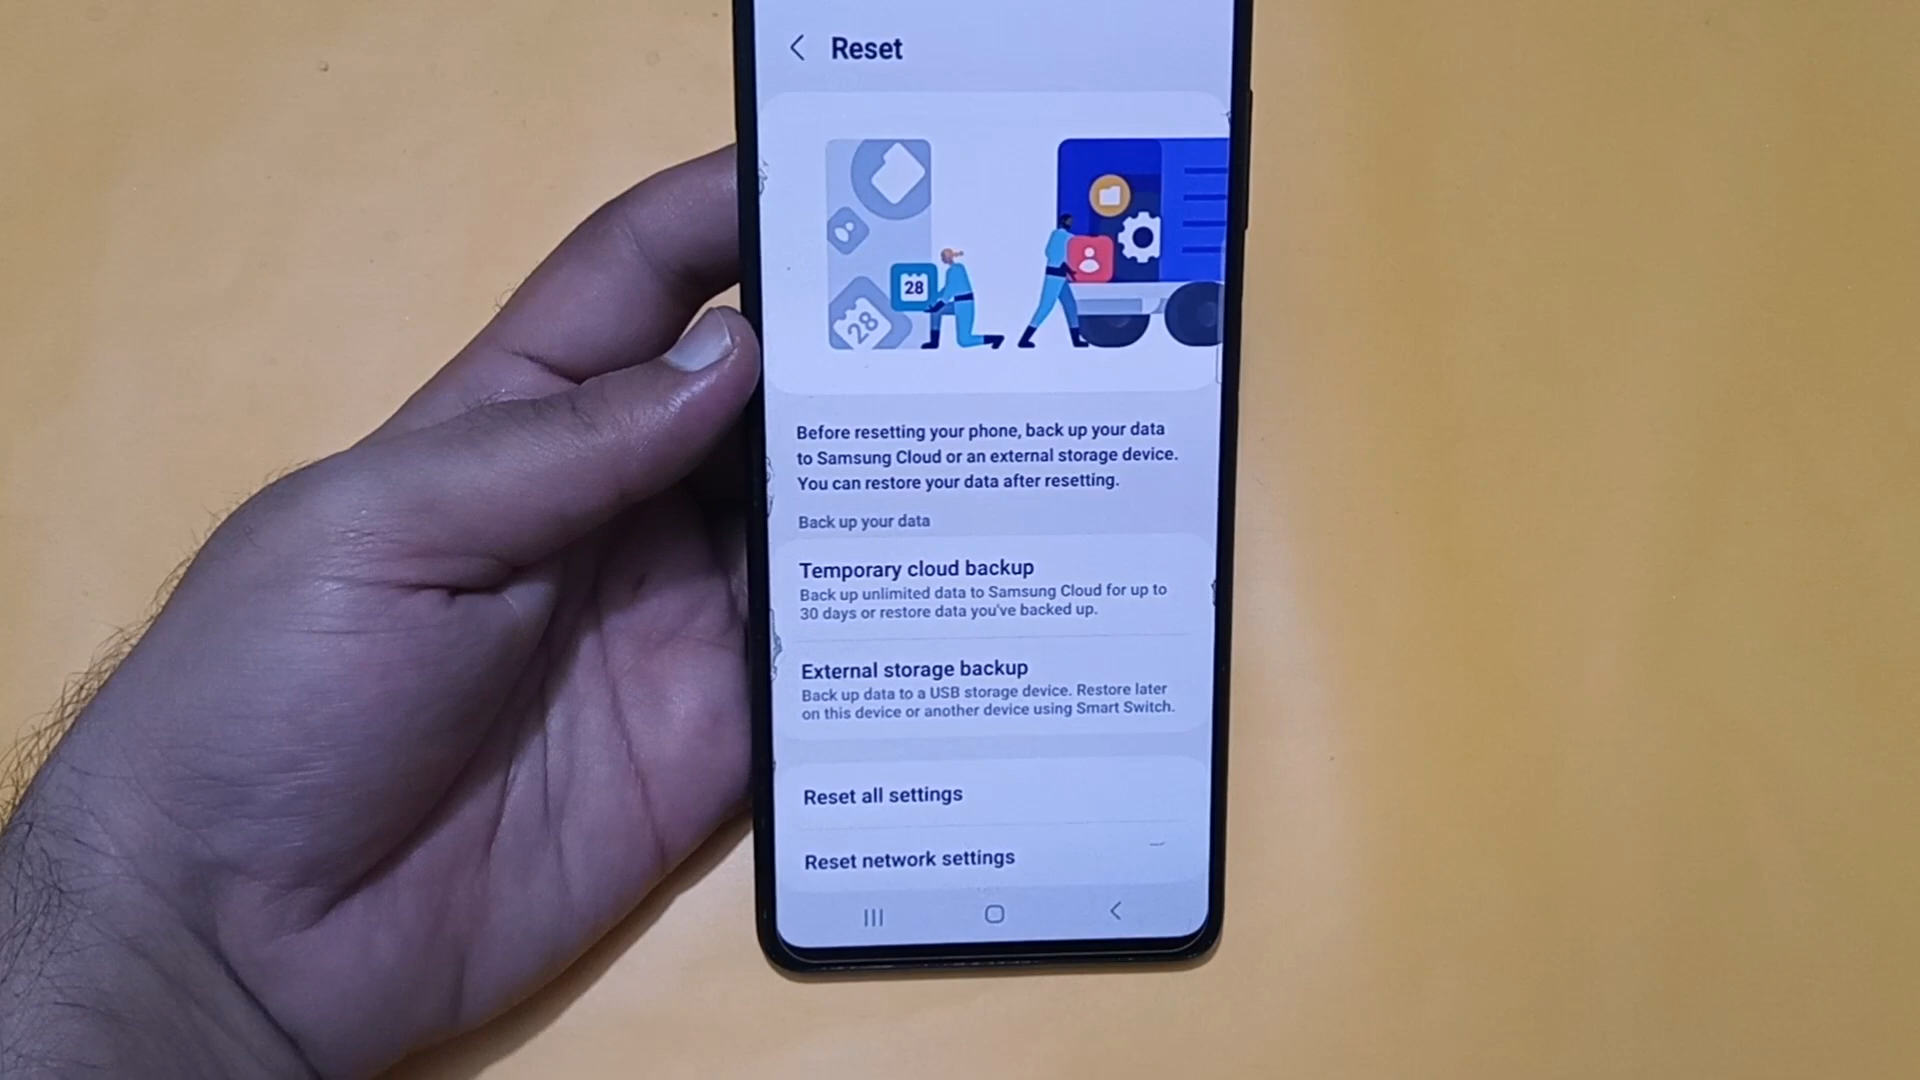 Reset
28
28
Before resetting your phone, back up your data
to Samsung Cloud or an external storage device.
You can restore your data after resetting.
Back up your data
Temporary cloud backup
Back up unlimited data to Samsung Cloud for up to
30 days or restore data you've backed up.
External storage backup
Back up data to a USB storage device. Restore later
on this device or another device using Smart Switch.
Reset all settings
Reset network settings